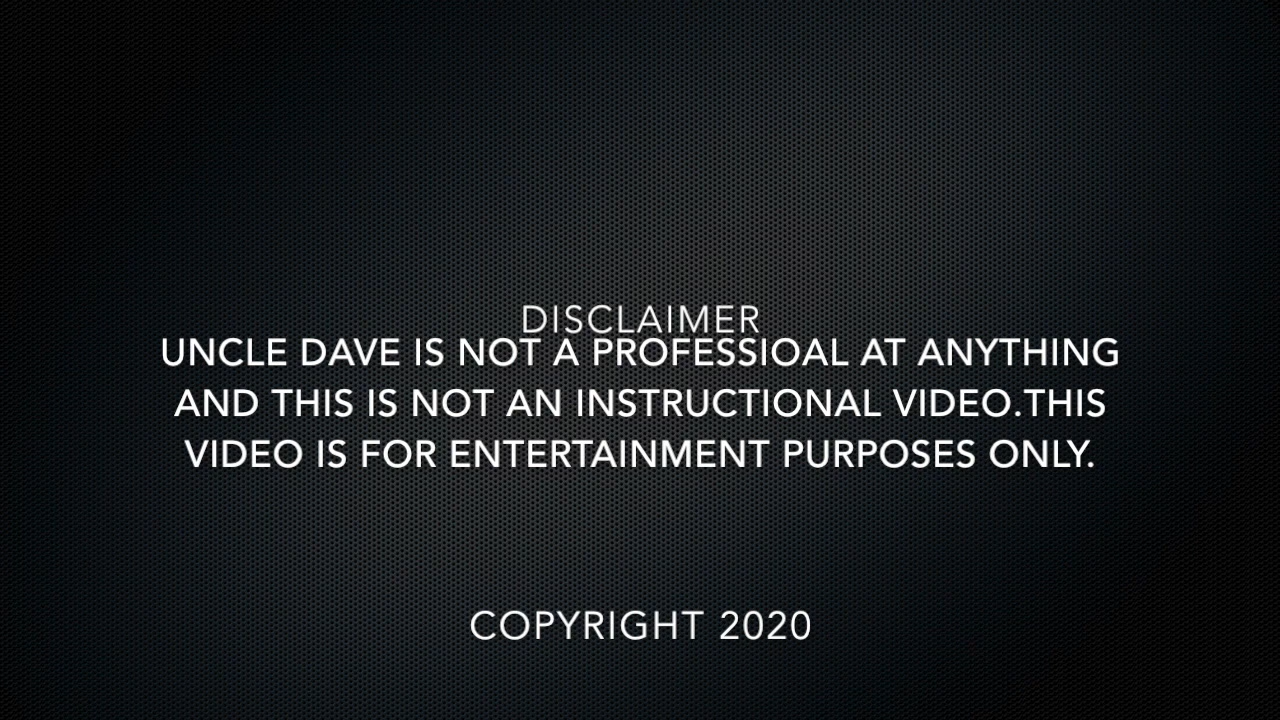 DISCLAIMER
UNCLE DAVE IS NOT A PROFESSIOAL AT ANYTHING
AND THIS IS NOT AN INSTRUCTIONAL VIDEO.THIS
VIDEO IS FOR ENTERTAINMENT PURPOSES ONLY.
COPYRIGHT 2020